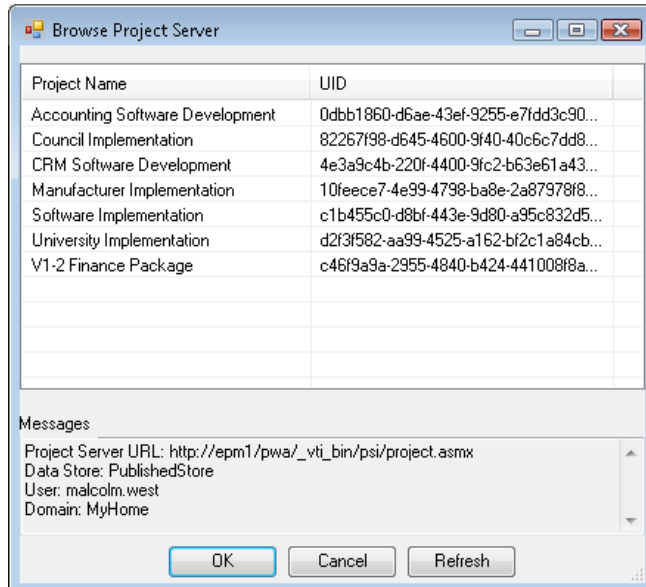 Browse Project Server
Project Name UID
Accounting Software Development 0dbb1860-d6ae-43ef-9255-e7fdd3c90...
Council Implementation 82267f98-d645-4600-9f40-40c6c7dd8...
CRM Software Development 4e3a9c4b-220f-4400-9fc2-b63e61a43...
Manufacturer Implementation 10feece7-4e99-4798-ba8e-2a87978f8...
Software Implementation c1b455c0-d8bf-443e-9d80-a95c832d5...
University Implementation d2f3f582-aa99-4525-a162-bf2c1a84cb...
V1-2 Finance Package c46f9a9a-2955-4840-b424-441008f8a...
Messages
Project Server URL: http://epm1/pwa/_vti_bin/psi/project.asmx
Data Store: PublishedStore
User: malcolm.west
Domain: MyHome
OK Cancel Refresh